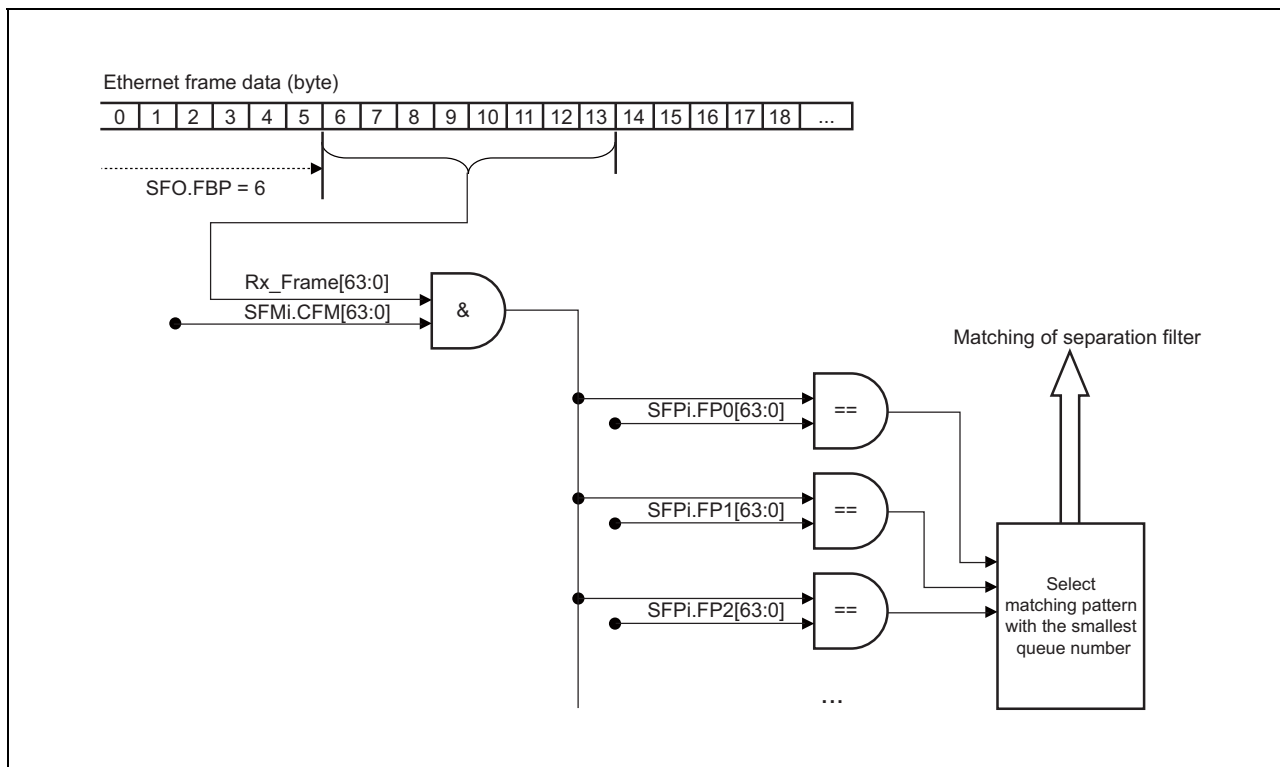 Ethernet frame data (byte)
0 1 2 3 4 5 6 7 8 9 10 11 12 13 14 15 16 17 18 ...
SFO.FBP = 6
Rx_Frame[63:0]
SFMi.CFM[63:0]
&
Matching of separation filter
SFPi.FP0[63:0]
==
SFPi.FP1[63:0]
==
SFPi.FP2[63:0]
==
Select
matching pattern
with the smallest
queue number
...